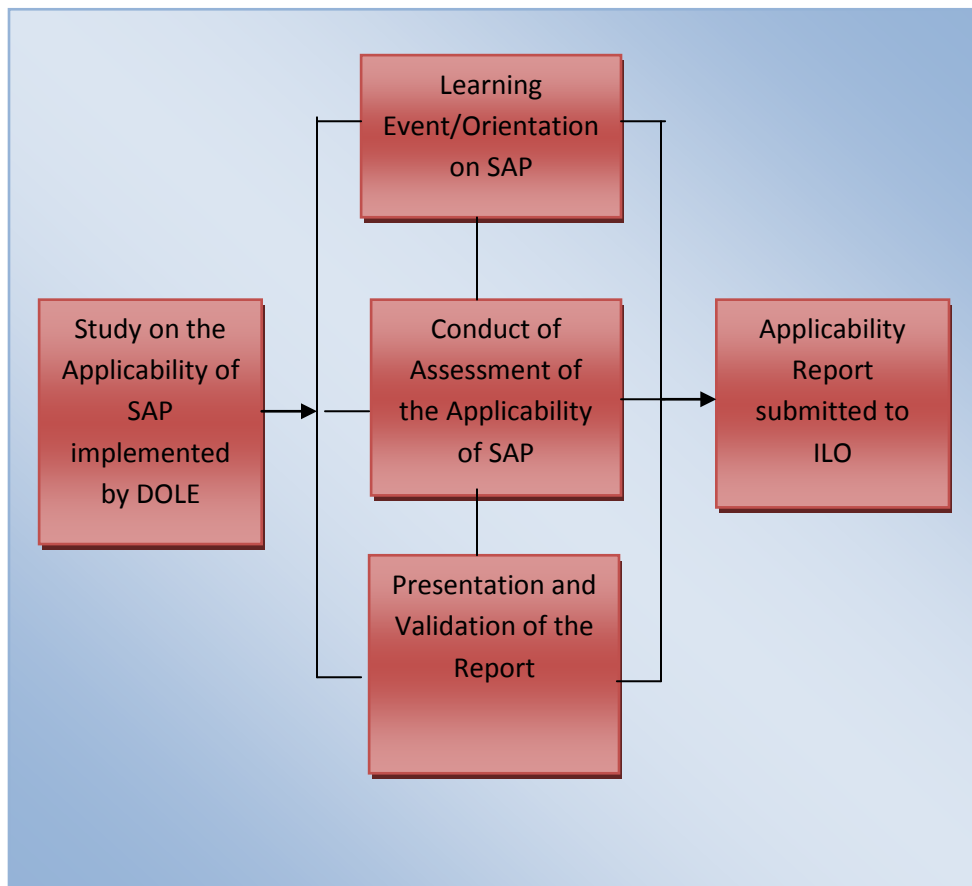 Learning
Event/Orientation
on SAP
Study on the
Applicability of
SAP
implemented
by DOLE
Conduct of
Assessment of
the Applicability
of SAP
Applicability
Report
submitted to
ILO
Presentation and
Validation of the
Report